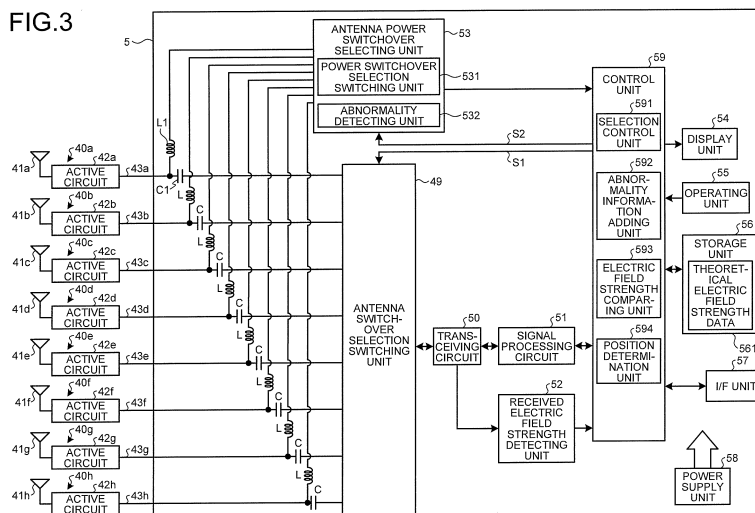 FIG.3
5
ANTENNA POWER
SWITCHOVER
SELECTING UNIT
53
POWER SWITCHOVER
SELECTION
SWITCHING UNIT
531
ABNORMALITY
DETECTING UNIT
532
L1
C1
40a
41a
42a
ACTIVE
CIRCUIT
43a
40b
41b
42b
ACTIVE
CIRCUIT
43b
L
C
40c
41c
42c
ACTIVE
CIRCUIT
43c
L
C
40d
41d
42d
ACTIVE
CIRCUIT
43d
L
C
40e
41e
42e
ACTIVE
CIRCUIT
43e
L
C
40f
41f
42f
ACTIVE
CIRCUIT
43f
L
C
40g
41g
42g
ACTIVE
CIRCUIT
43g
L
C
40h
41h
42h
ACTIVE
CIRCUIT
43h
L
C
49
ANTENNA
SWITCH-
OVER
SELECTION
SWITCHING
UNIT
S2
S1
50
TRANS-
CEIVING
CIRCUIT
51
SIGNAL
PROCESSING
CIRCUIT
52
RECEIVED
ELECTRIC
FIELD
STRENGTH
DETECTING
UNIT
59
CONTROL
UNIT
591
SELECTION
CONTROL
UNIT
592
ABNOR-
MALITY
INFORMA-
TION
ADDING UNIT
593
ELECTRIC
FIELD
STRENGTH
COMPAR-
ING UNIT
594
POSITION
DETERMI-
NATION
UNIT
54
DISPLAY
UNIT
55
OPERATING
UNIT
56
STORAGE
UNIT
THEORET-
ICAL
ELECTRIC
FIELD
STRENGTH
DATA
561
57
I/F UNIT
58
POWER
SUPPLY
UNIT